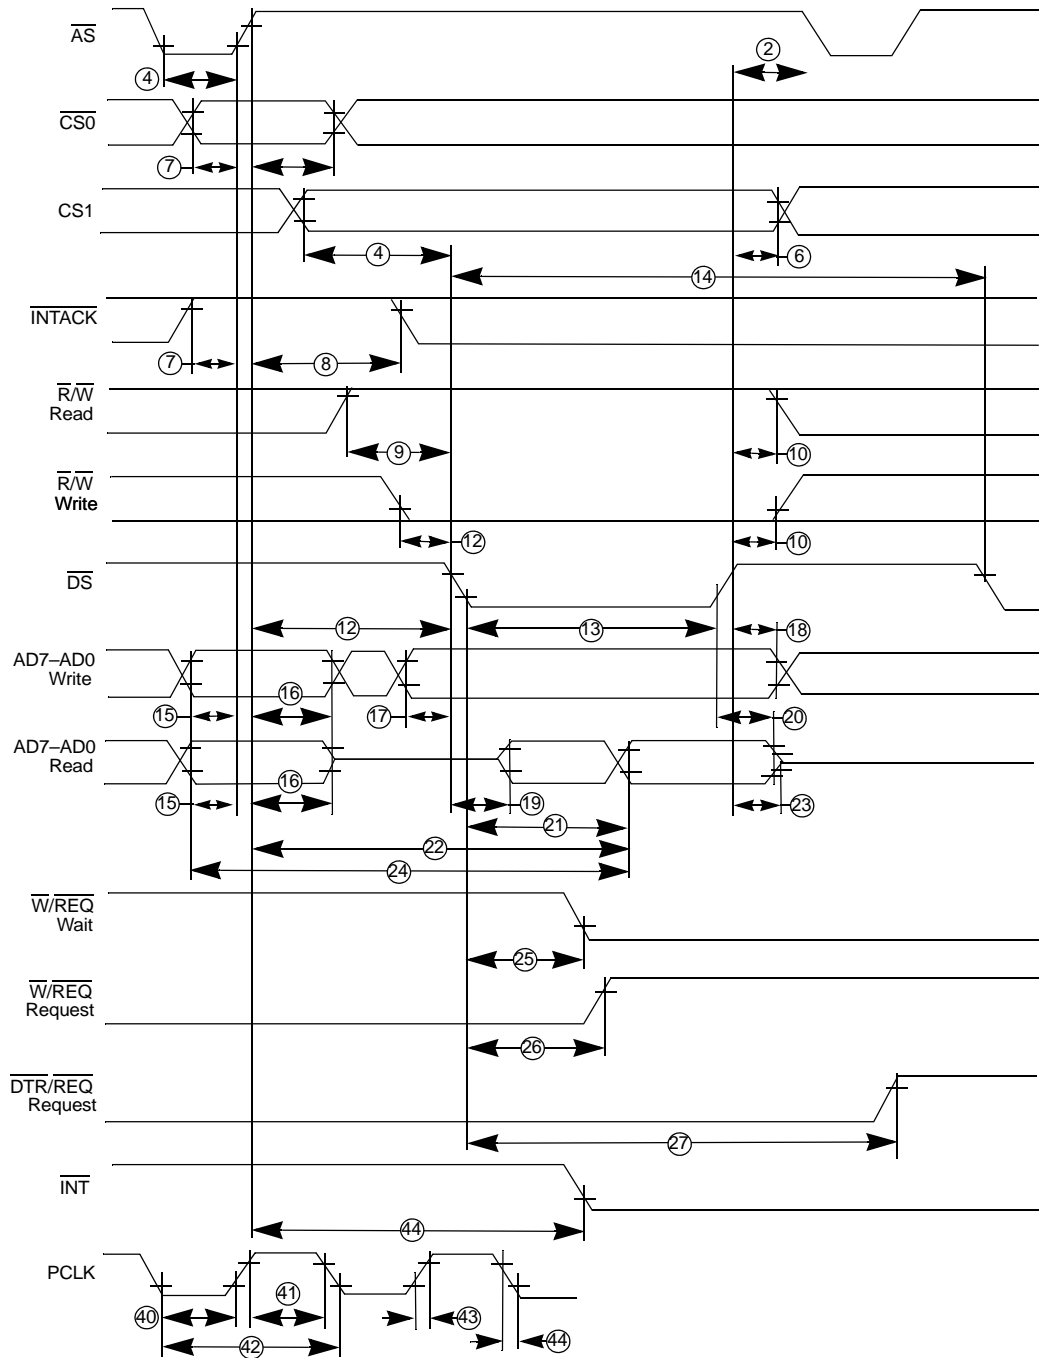 AS
2
4
CS0
7
CS1
4
6
14
INTACK
7
8
R/W
Read
9
10
R/W
Write
12
10
DS
12
13
18
AD7–AD0
Write
16
15
17
20
AD7–AD0
Read
16
15
19
23
21
22
24
W/REQ
Wait
25
W/REQ
Request
26
DTR/REQ
Request
27
INT
44
PCLK
40
41
43
42
44